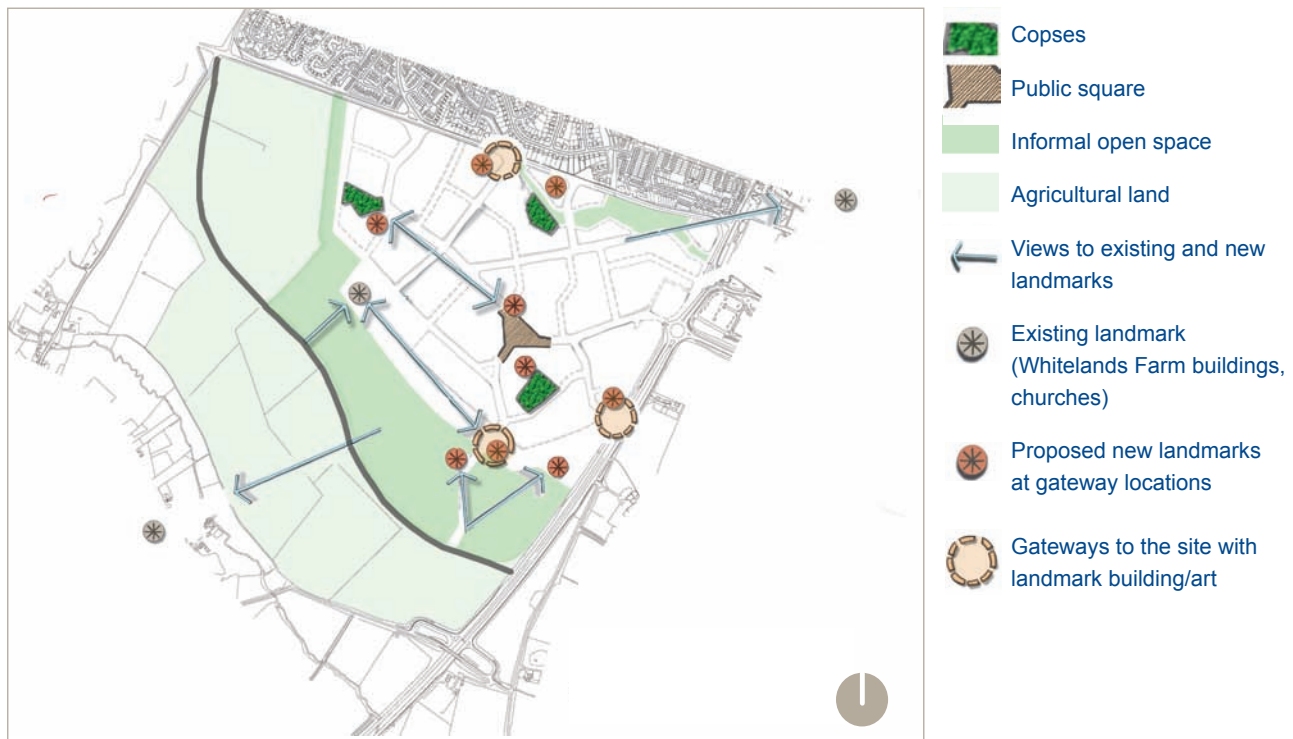 Copses
Public square
Informal open space
Agricultural land
Views to existing and new
landmarks
Existing landmark
(Whitelands Farm buildings,
churches)
Proposed new landmarks
at gateway locations
Gateways to the site with
landmark building/art